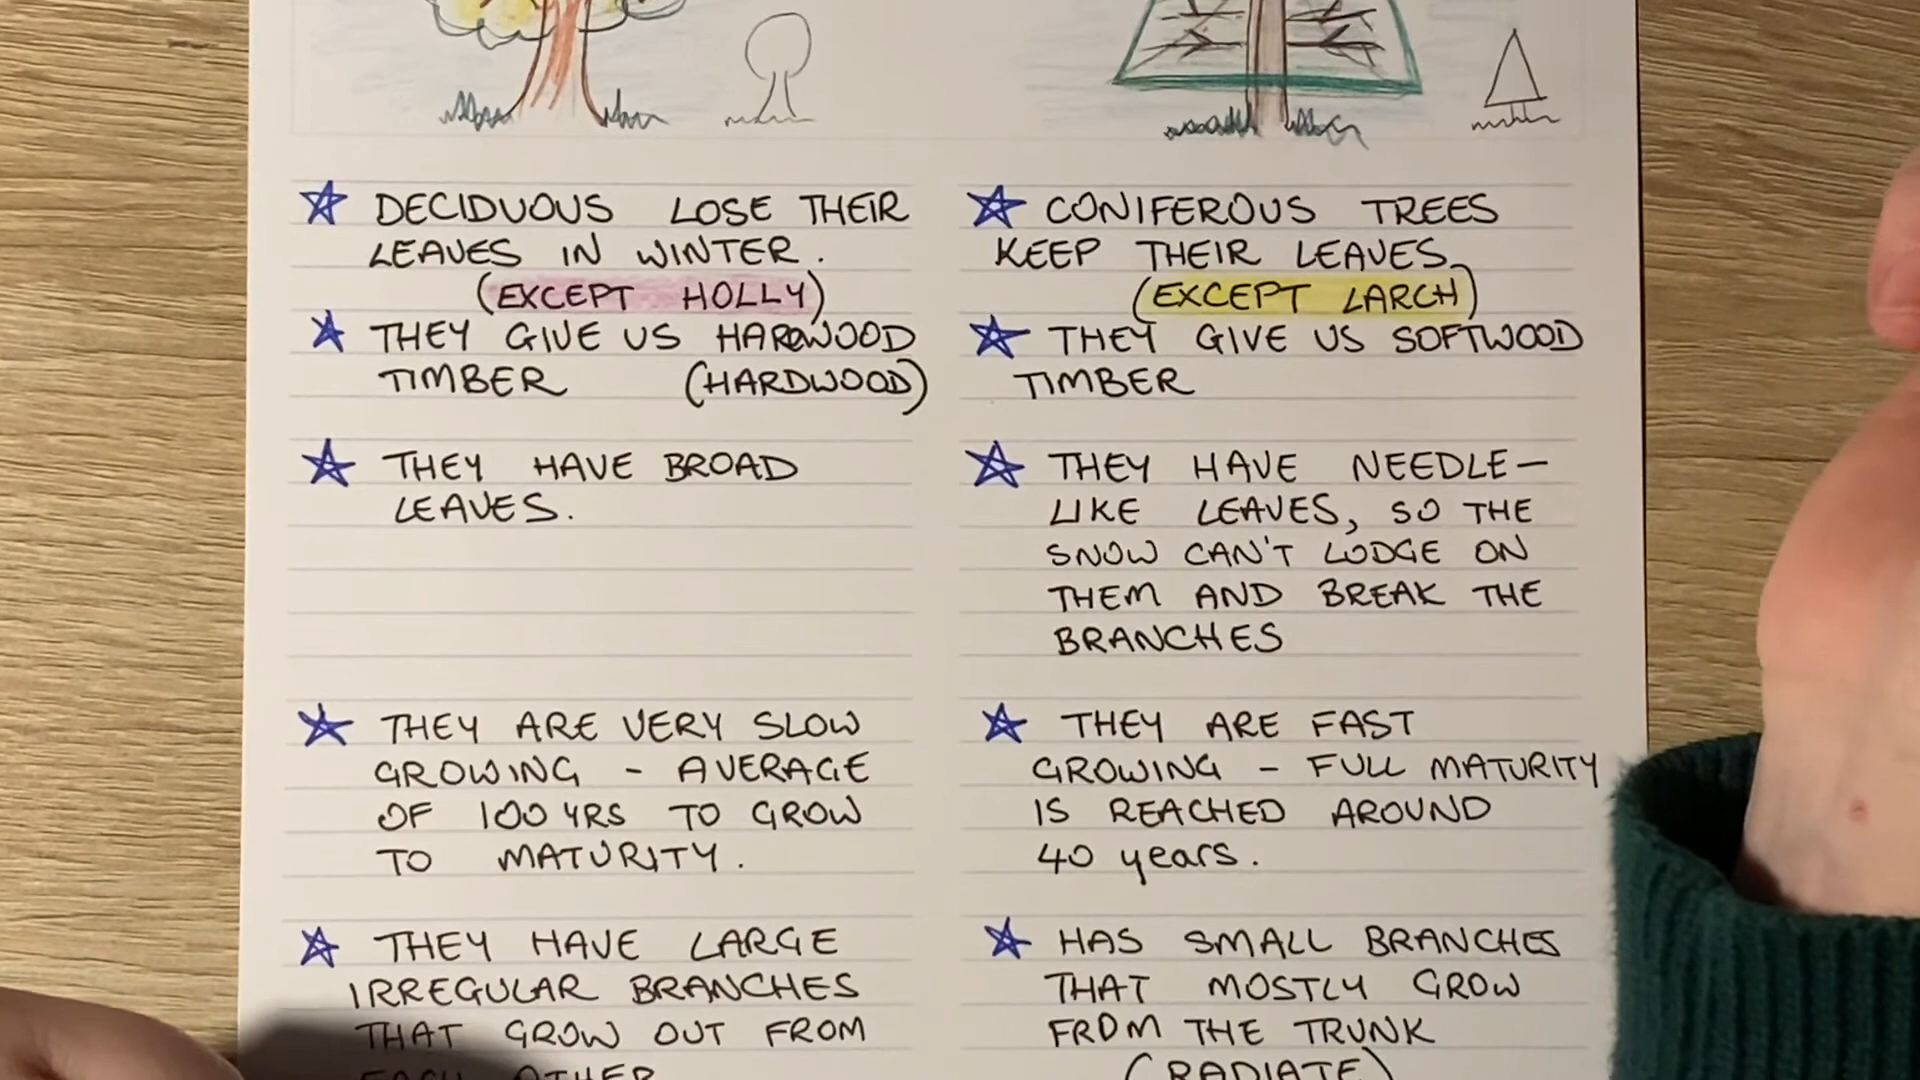 DECIDUOUS LOSE THEIR
LEAVES IN WINTER.
(EXCEPT HOLLY)
THEY GIVE US HARDWOOD
TIMBER (HARDWOOD)
THEY HAVE BROAD
LEAVES.
THEY ARE VERY SLOW
GROWING - AVERAGE
OF 100 YRS TO GROW
TO MATURITY.
THEY HAVE LARGE
IRREGULAR BRANCHES
THAT GROW OUT FROM
EACH OTHER
CONIFEROUS TREES
KEEP THEIR LEAVES
(EXCEPT LARCH)
THEY GIVE US SOFTWOOD
TIMBER
THEY HAVE NEEDLE-
LIKE LEAVES, SO THE
SNOW CAN'T LODGE ON
THEM AND BREAK THE
BRANCHES
THEY ARE FAST
GROWING - FULL MATURITY
IS REACHED AROUND
40 years.
HAS SMALL BRANCHES
THAT MOSTLY GROW
FROM THE TRUNK
(RADIATE)